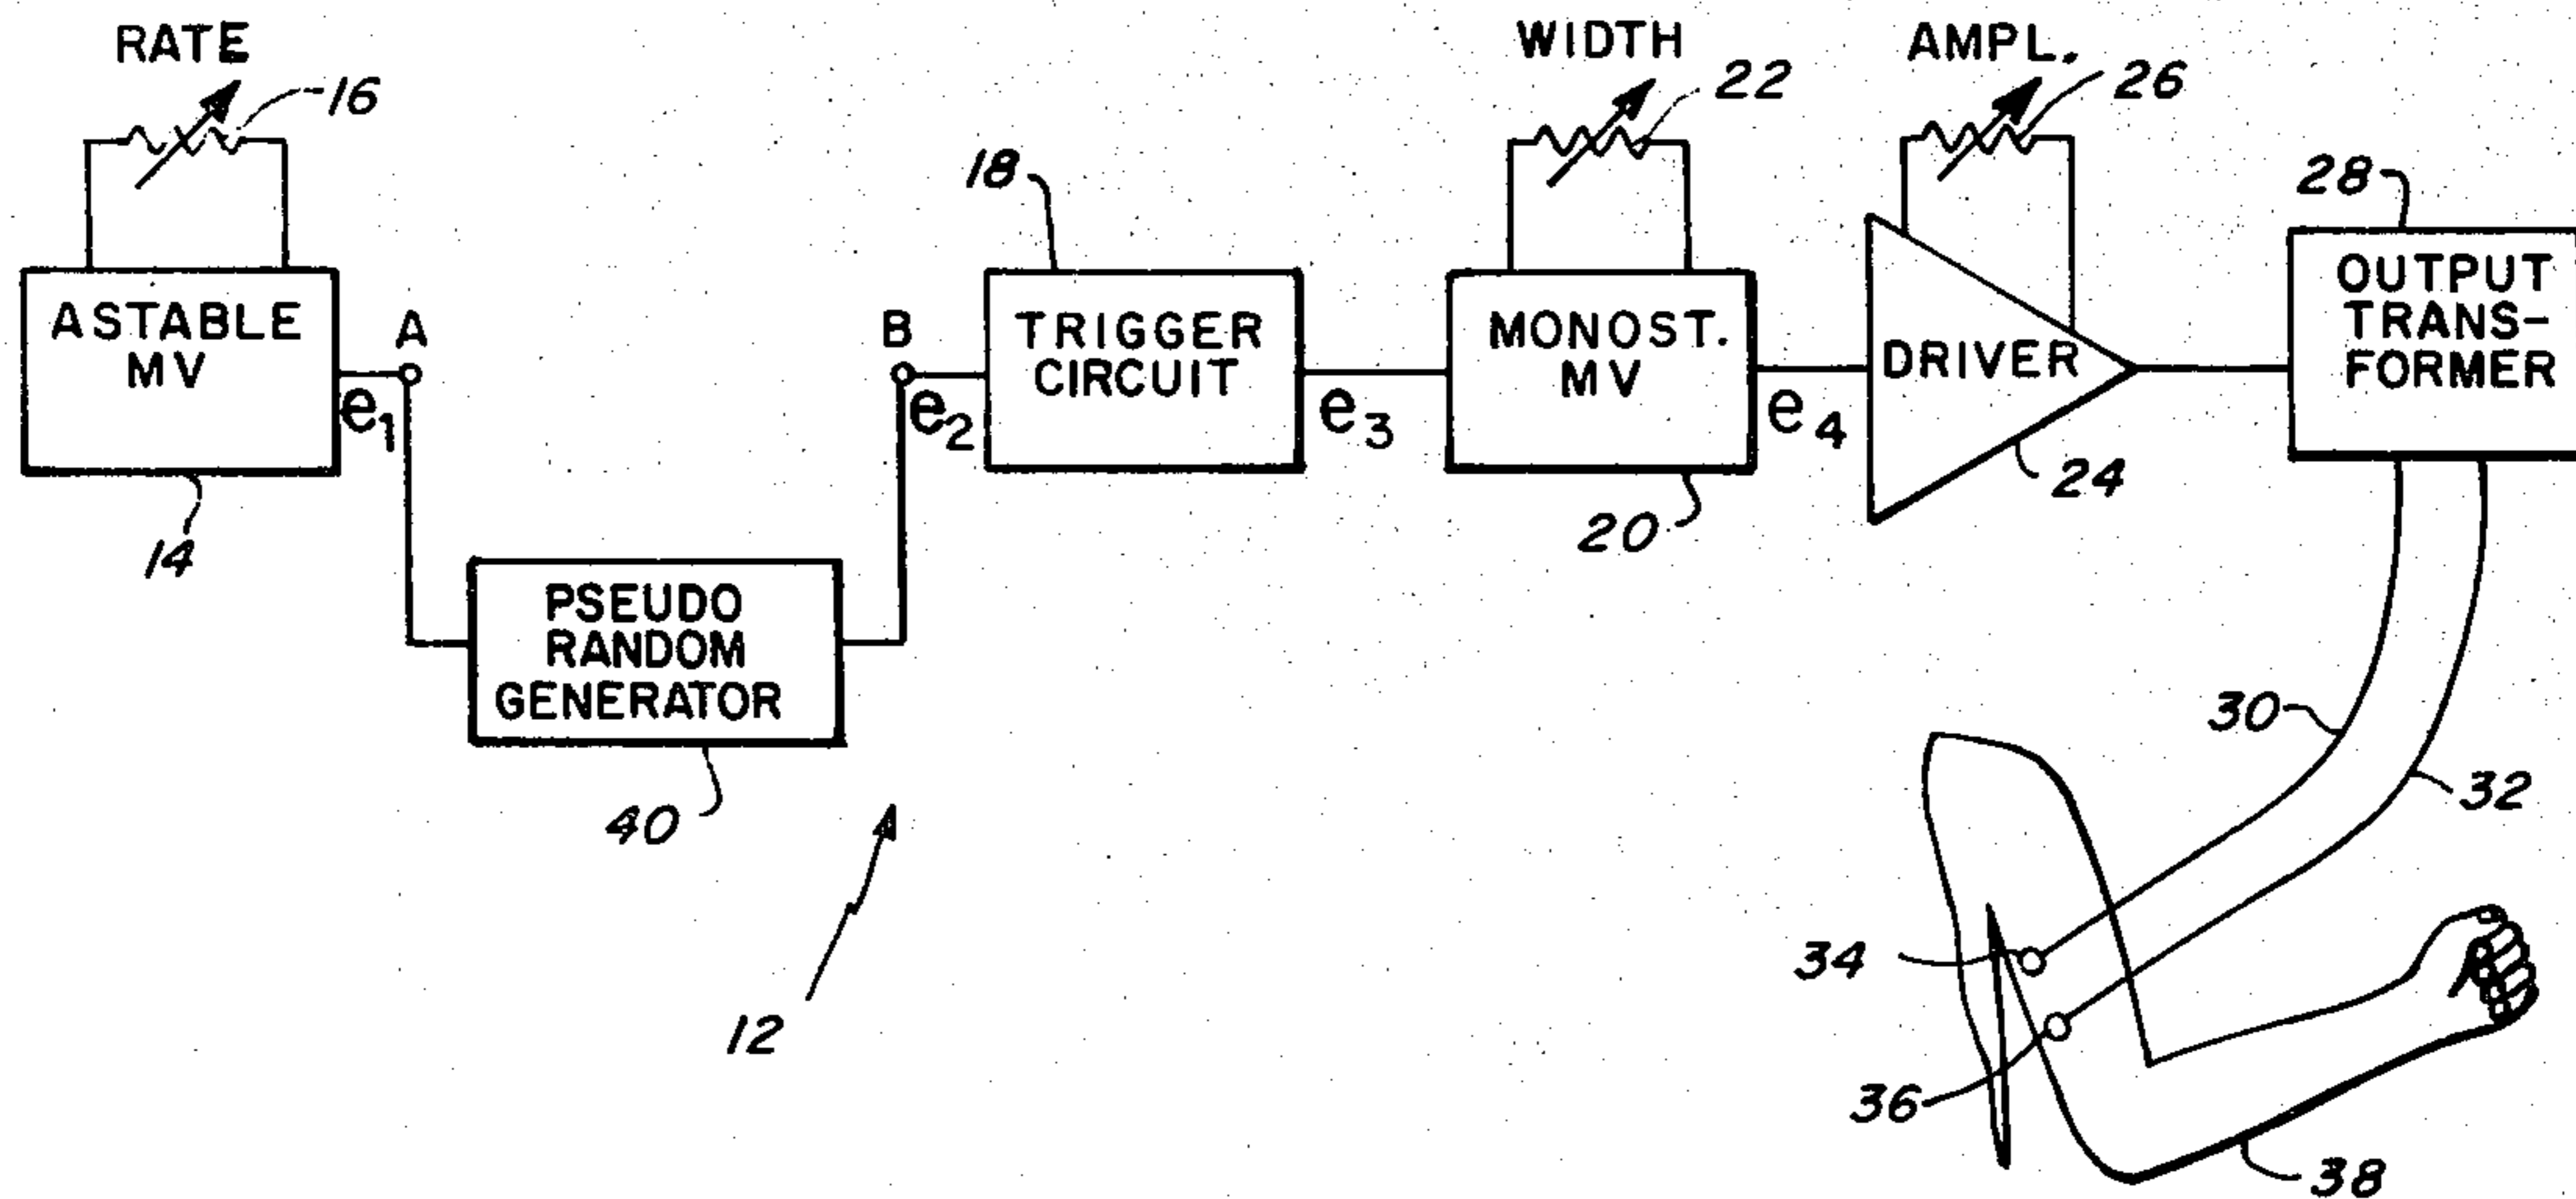 RATE
16
ASTABLE
MV
14
A
e1
PSEUDO
RANDOM
GENERATOR
40
B
e2
18
TRIGGER
CIRCUIT
e3
WIDTH
22
MONOST.
MV
20
e4
AMPL.
26
DRIVER
24
28
OUTPUT
TRANS-
FORMER
30
32
34
36
38
12